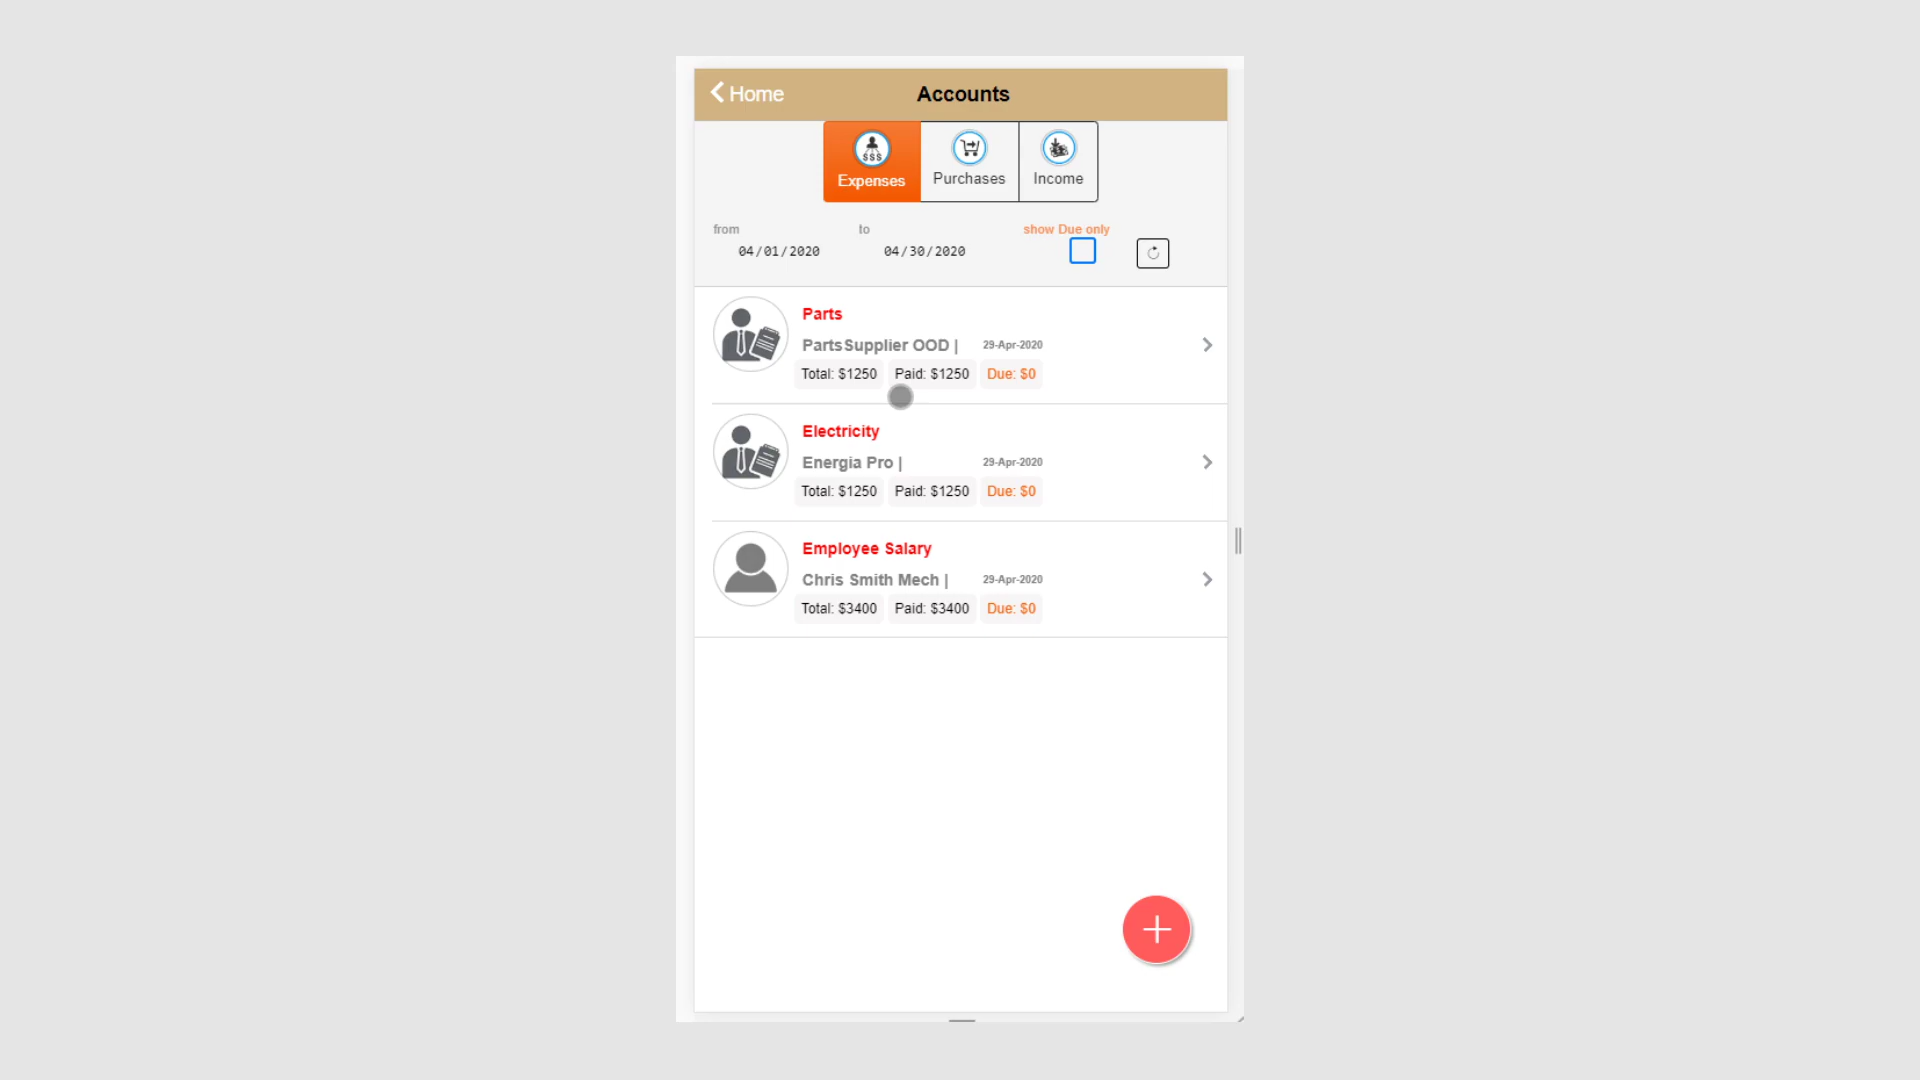 Home Accounts
$$$
Expenses Purchases Income
from to show Due only
04/01/2020 04/30/2020
Parts
PartsSupplier OOD | 29-Apr-2020
Total: $1250 Paid: $1250 Due: $0
Electricity
Energia Pro | 29-Apr-2020
Total: $1250 Paid: $1250 Due: $0
Employee Salary
Chris Smith Mech | 29-Apr-2020
Total: $3400 Paid: $3400 Due: $0